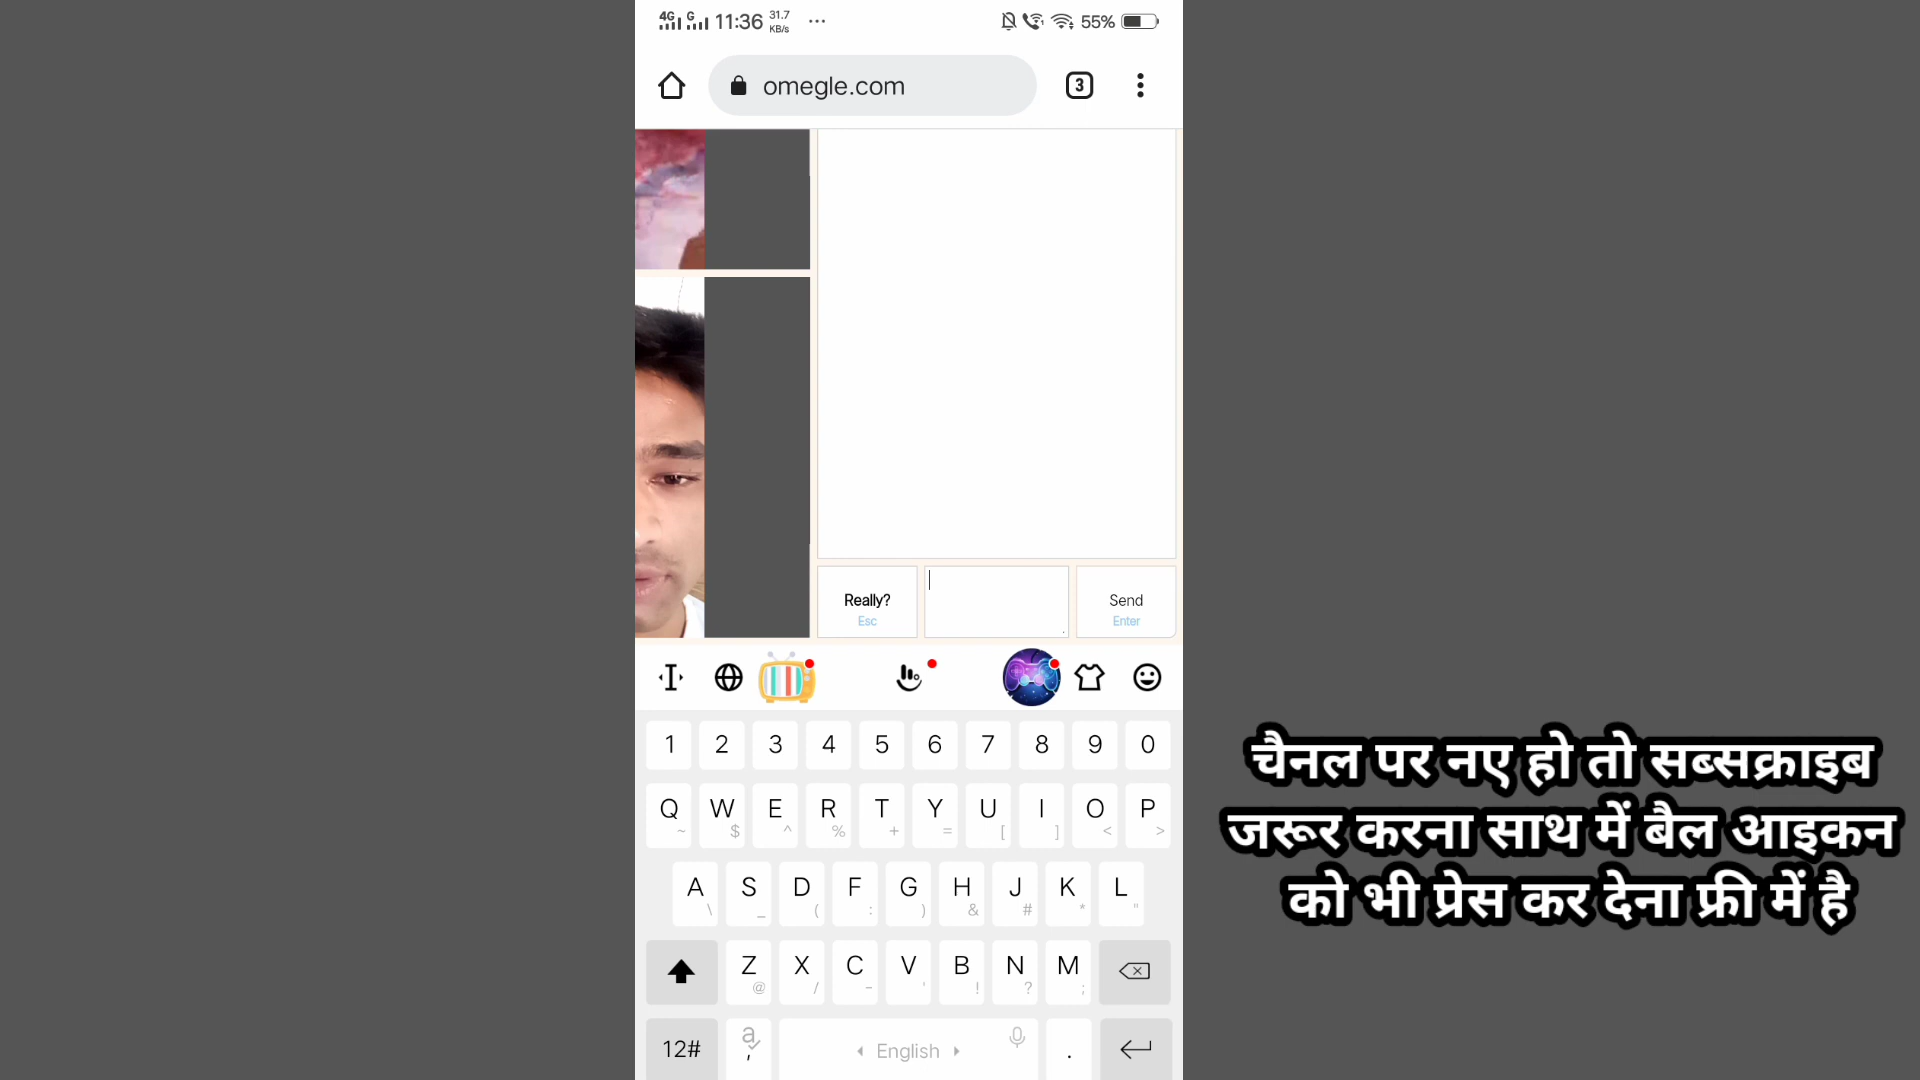 4G G 11:36 31.7 KB/s ... 55%
omegle.com 3
Really? Send
Esc Enter
1 2 3 4 5 6 7 8 9 0
Q W E R T Y U I O P
~ $ ^ % + = [ ] < >
A S D F G H J K L
\ _ ( : ) & # * "
Z X C V B N M
@ / - ' ! ? ;
12# a , English .
चैनल पर नए हो तो सब्सक्राइब
जरूर करना साथ में बैल आइकन
को भी प्रेस कर देना फ्री में है